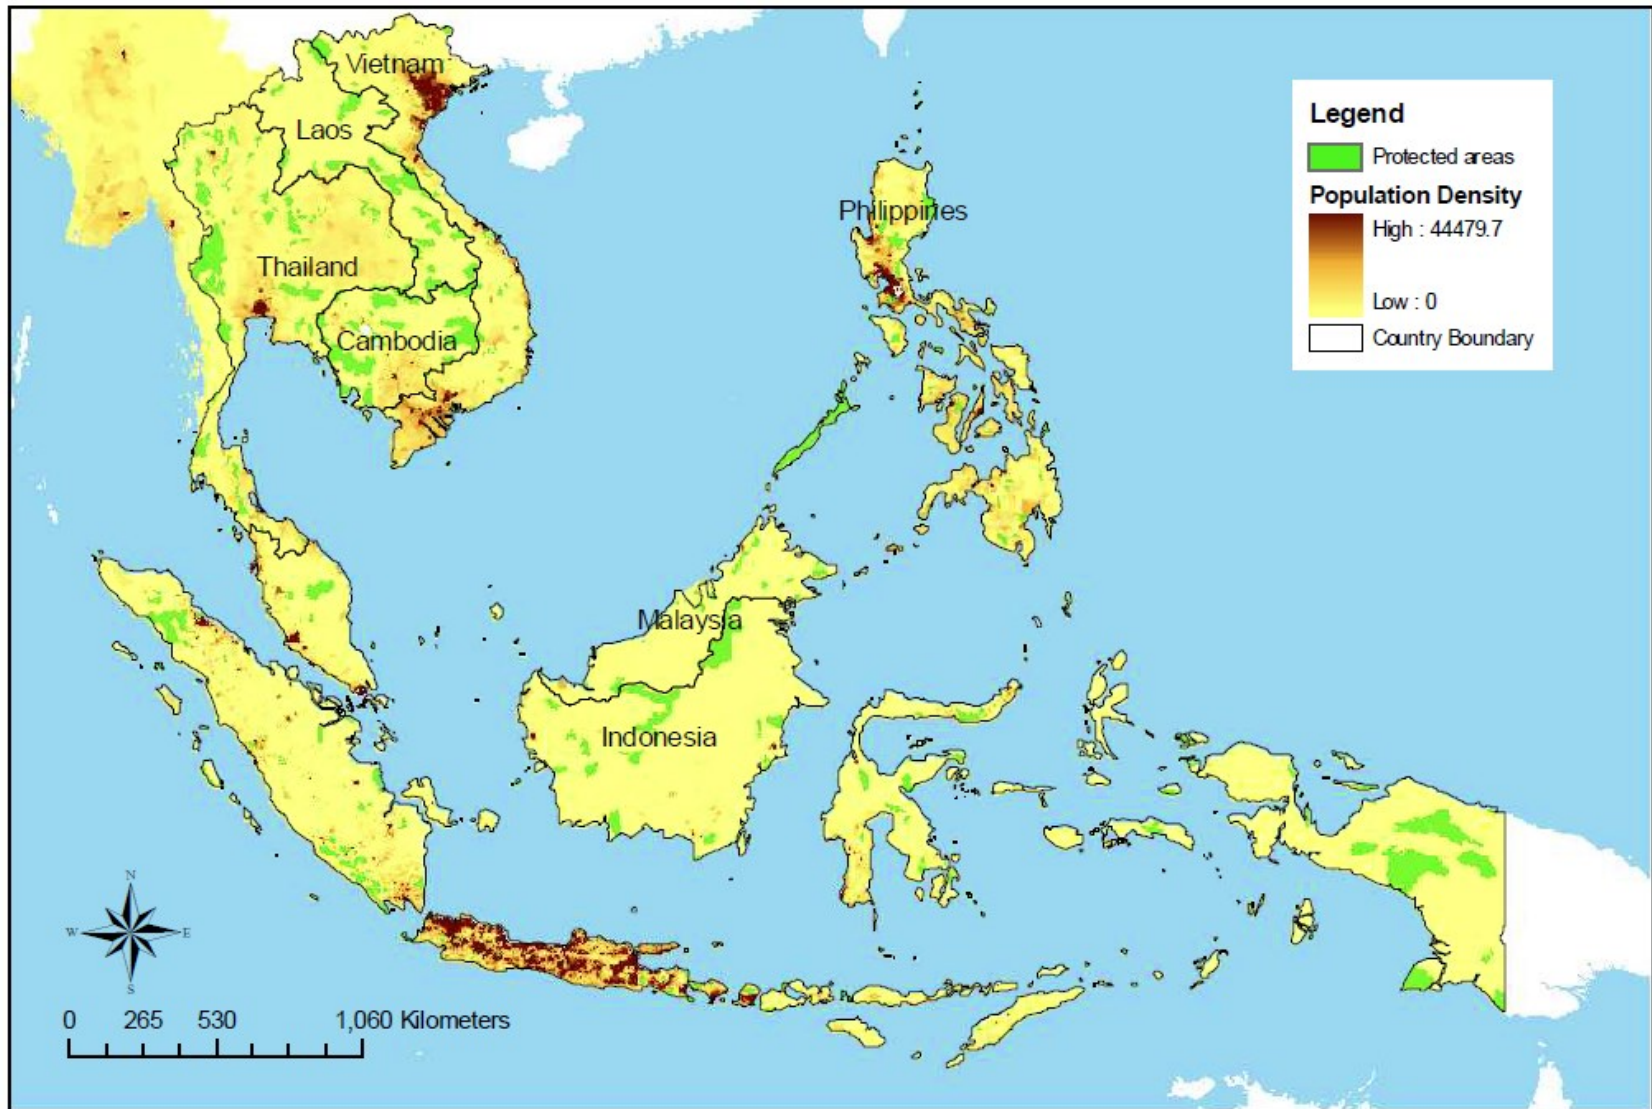 Vietnam
Laos
Thailand
Cambodia
Philippines
Malaysia
Indonesia
Legend
Protected areas
Population Density
High : 44479.7
Low : 0
Country Boundary
N
W E
S
0 265 530 1,060 Kilometers